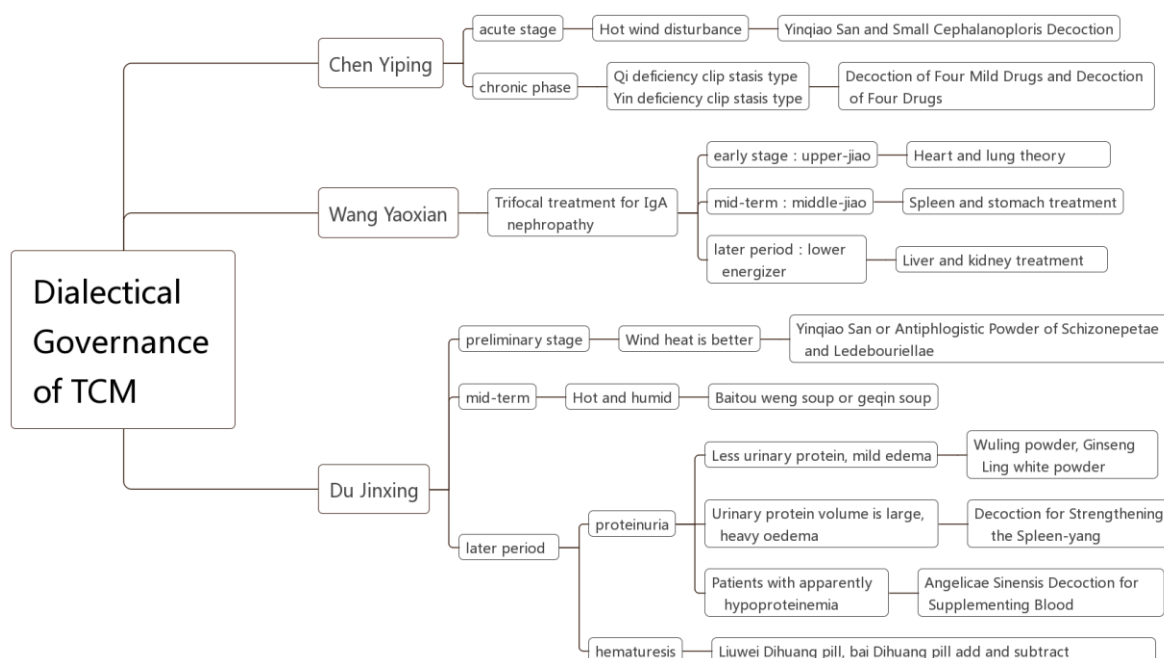 Dialectical
Governance
of TCM
Chen Yiping
acute stage
Hot wind disturbance
Yinqiao San and Small Cephalanoploris Decoction
chronic phase
Qi deficiency clip stasis type
Yin deficiency clip stasis type
Decoction of Four Mild Drugs and Decoction
of Four Drugs
Wang Yaoxian
Trifocal treatment for IgA
nephropathy
early stage : upper-jiao
Heart and lung theory
mid-term : middle-jiao
Spleen and stomach treatment
later period : lower
energizer
Liver and kidney treatment
Du Jinxing
preliminary stage
Wind heat is better
Yinqiao San or Antiphlogistic Powder of Schizonepetae
and Ledebouriellae
mid-term
Hot and humid
Baitou weng soup or geqin soup
later period
proteinuria
Less urinary protein, mild edema
Wuling powder, Ginseng
Ling white powder
Urinary protein volume is large,
heavy oedema
Decoction for Strengthening
the Spleen-yang
Patients with apparently
hypoproteinemia
Angelicae Sinensis Decoction for
Supplementing Blood
hematuresis
Liuwei Dihuang pill, bai Dihuang pill add and subtract